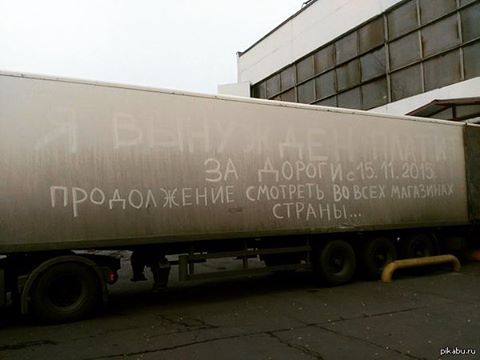 Я ВЫНУЖДЕН ПЛАТИТЬ
ЗА ДОРОГИ с 15.11.2015.
ПРОДОЛЖЕНИЕ СМОТРЕТЬ ВО ВСЕХ МАГАЗИНАХ
СТРАНЫ...
pikabu.ru